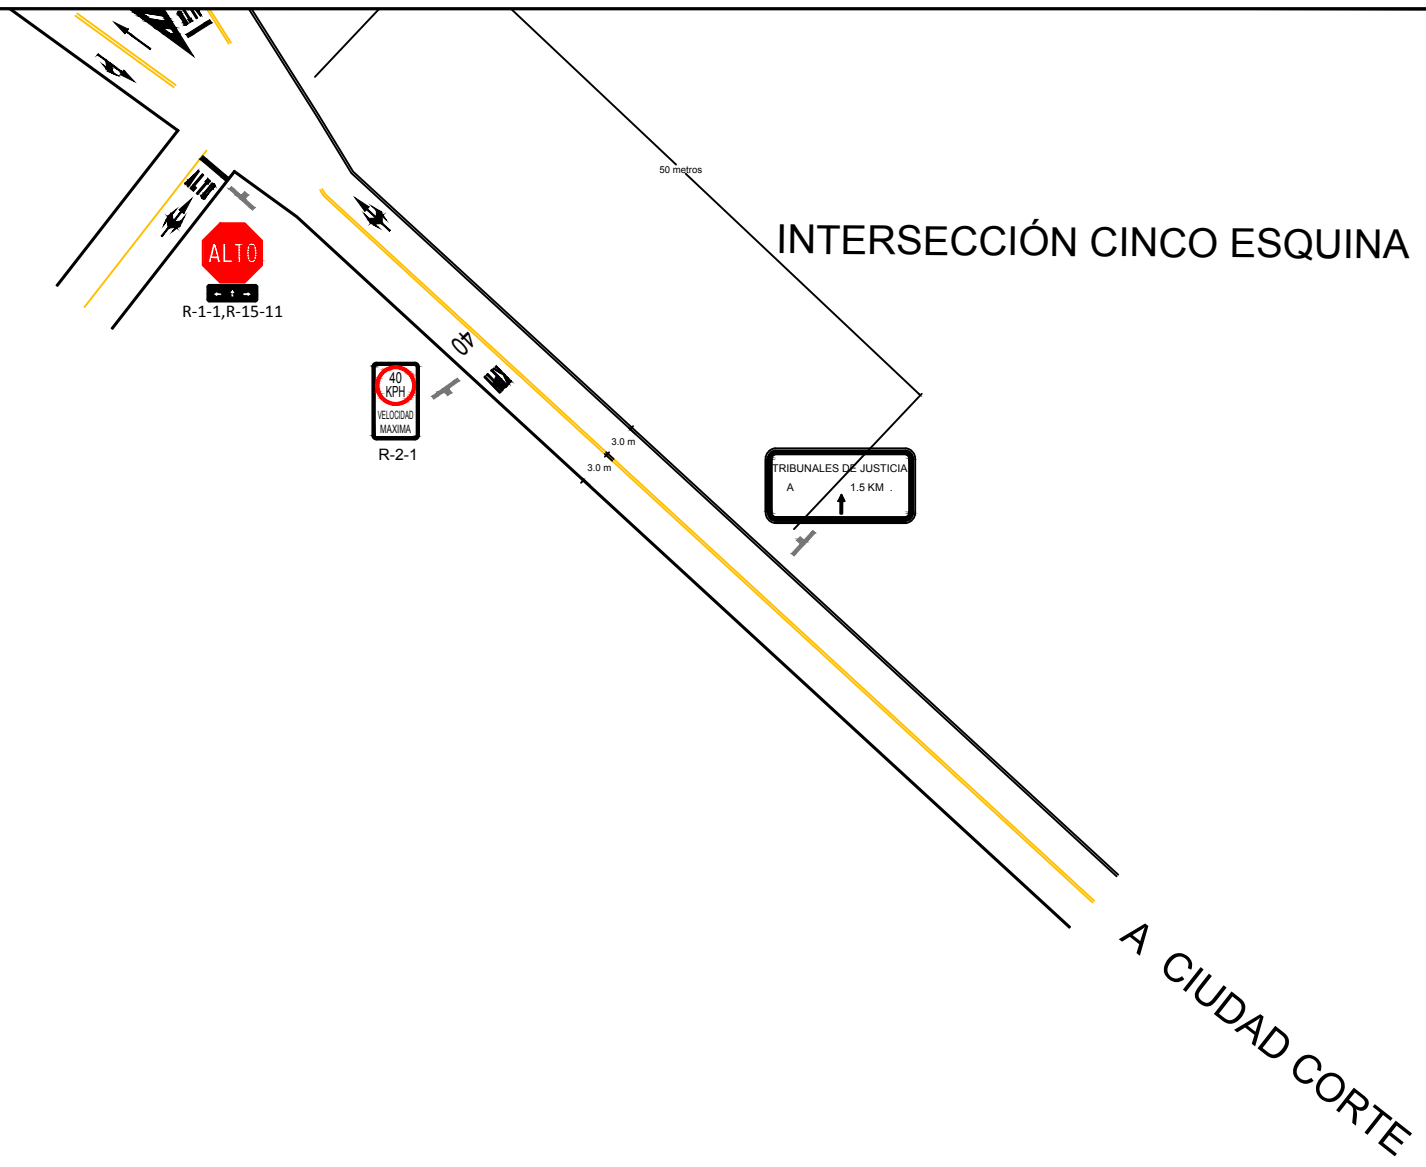 50 metros
INTERSECCIÓN CINCO ESQUINA
ALTO
ALTO
R-1-1,R-15-11
40
40
KPH
VELOCIDAD
MAXIMA
R-2-1
3.0 m
3.0 m
TRIBUNALES DE JUSTICIA
A 1.5 KM .
A CIUDAD CORTE